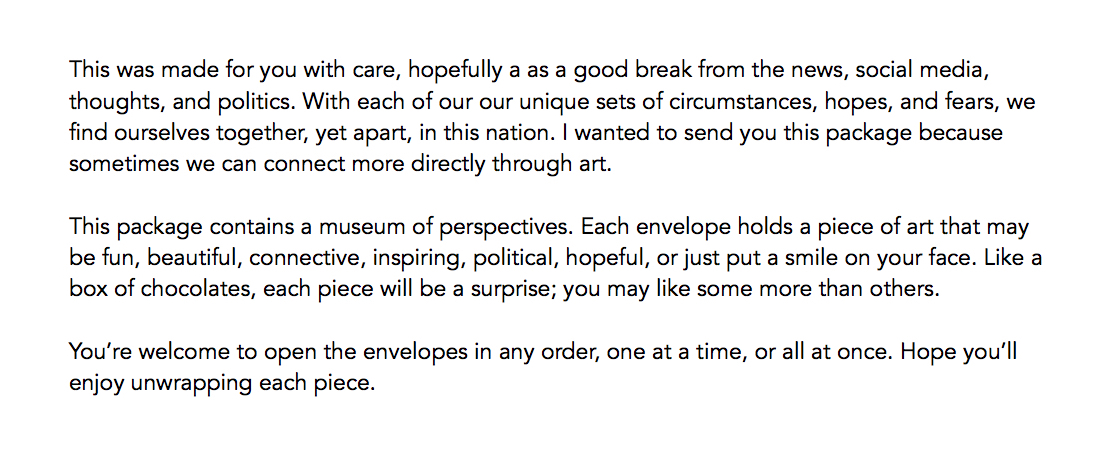 This was made for you with care, hopefully a as a good break from the news, social media,
thoughts, and politics. With each of our our unique sets of circumstances, hopes, and fears, we
find ourselves together, yet apart, in this nation. I wanted to send you this package because
sometimes we can connect more directly through art.
This package contains a museum of perspectives. Each envelope holds a piece of art that may
be fun, beautiful, connective, inspiring, political, hopeful, or just put a smile on your face. Like a
box of chocolates, each piece will be a surprise; you may like some more than others.
You’re welcome to open the envelopes in any order, one at a time, or all at once. Hope you’ll
enjoy unwrapping each piece.